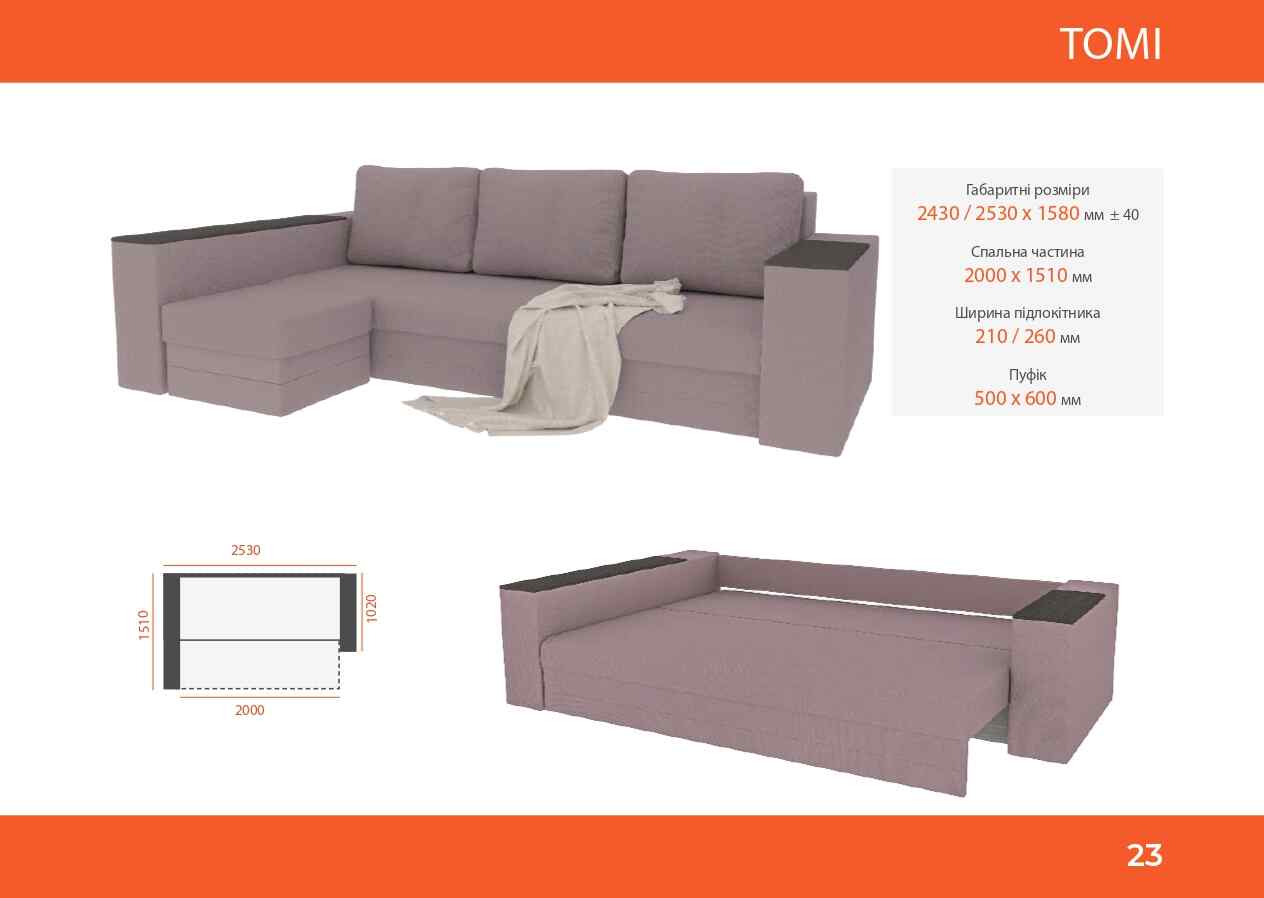 ТОМІ
Габаритні розміри
2430 / 2530 х 1580 мм ± 40
Спальна частина
2000 х 1510 мм
Ширина підлокітника
210 / 260 мм
Пуфік
500 х 600 мм
2530
1510
1020
2000
23